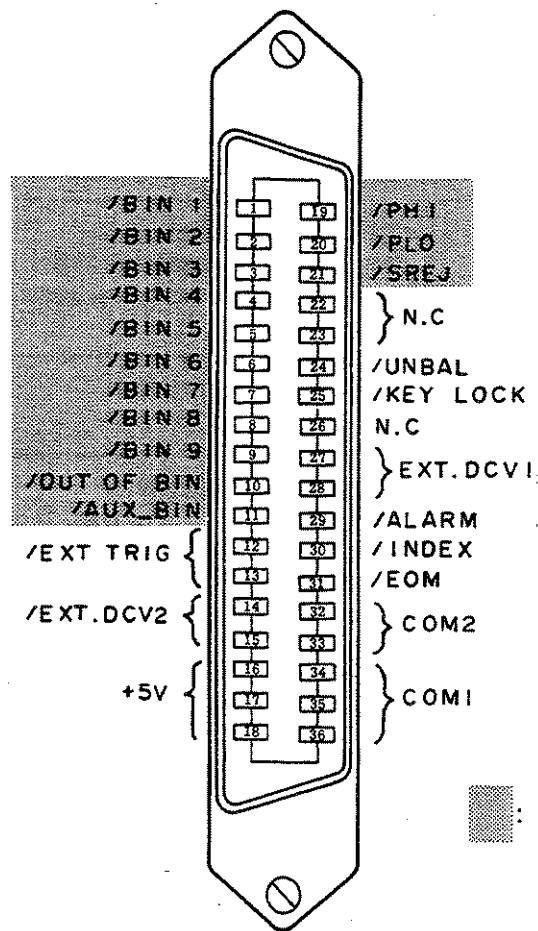 /BIN 1
/BIN 2
/BIN 3
/BIN 4
/BIN 5
/BIN 6
/BIN 7
/BIN 8
/BIN 9
/OUT OF BIN
/AUX_BIN
/EXT TRIG
/EXT.DCV2
+5V
1
2
3
4
5
6
7
8
9
10
11
12
13
14
15
16
17
18
19
20
21
22
23
24
25
26
27
28
29
30
31
32
33
34
35
36
/PHI
/PLO
/SREJ
N.C
/UNBAL
/KEY LOCK
N.C
EXT.DCV1
/ALARM
/INDEX
/EOM
COM2
COM1
: